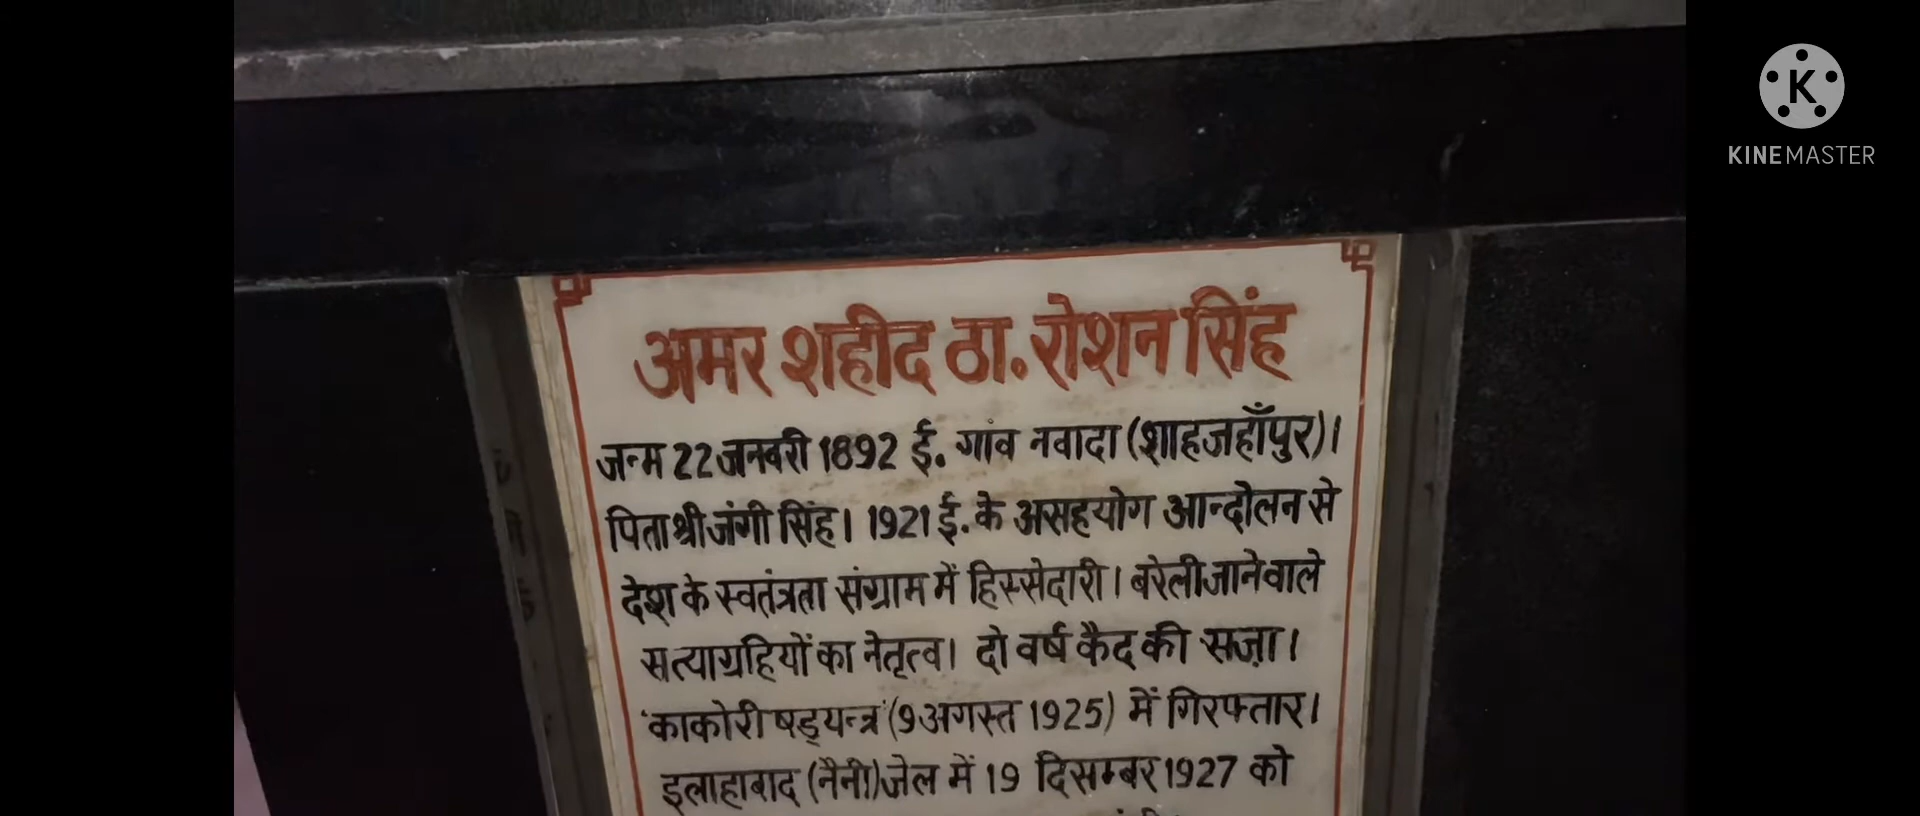 KINEMASTER
अमर शहीद ठा. रोशन सिंह
जन्म 22 जनवरी 1892 ई. गांव नवादा (शाहजहाँपुर)।
पिता श्री जंगी सिंह। 1921 ई. के असहयोग आन्दोलन से
देश के स्वतंत्रता संग्राम में हिस्सेदारी। बरेली जाने वाले
सत्याग्रहियों का नेतृत्व। दो वर्ष कैद की सज़ा।
'काकोरी षड्यन्त्र' (9 अगस्त 1925) में गिरफ्तार।
इलाहाबाद (नैनी) जेल में 19 दिसम्बर 1927 को